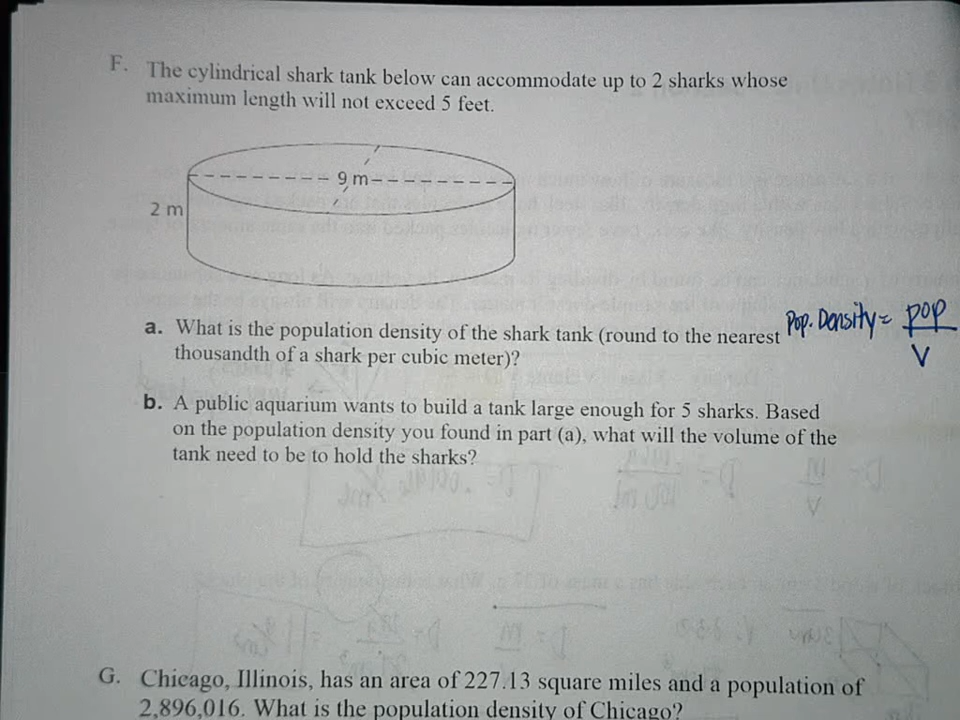 F. The cylindrical shark tank below can accommodate up to 2 sharks whose
maximum length will not exceed 5 feet.
9 m
2 m
a. What is the population density of the shark tank (round to the nearest
thousandth of a shark per cubic meter)?
Pop. Density = pop
V
b. A public aquarium wants to build a tank large enough for 5 sharks. Based
on the population density you found in part (a), what will the volume of the
tank need to be to hold the sharks?
G. Chicago, Illinois, has an area of 227.13 square miles and a population of
2,896,016. What is the population density of Chicago?